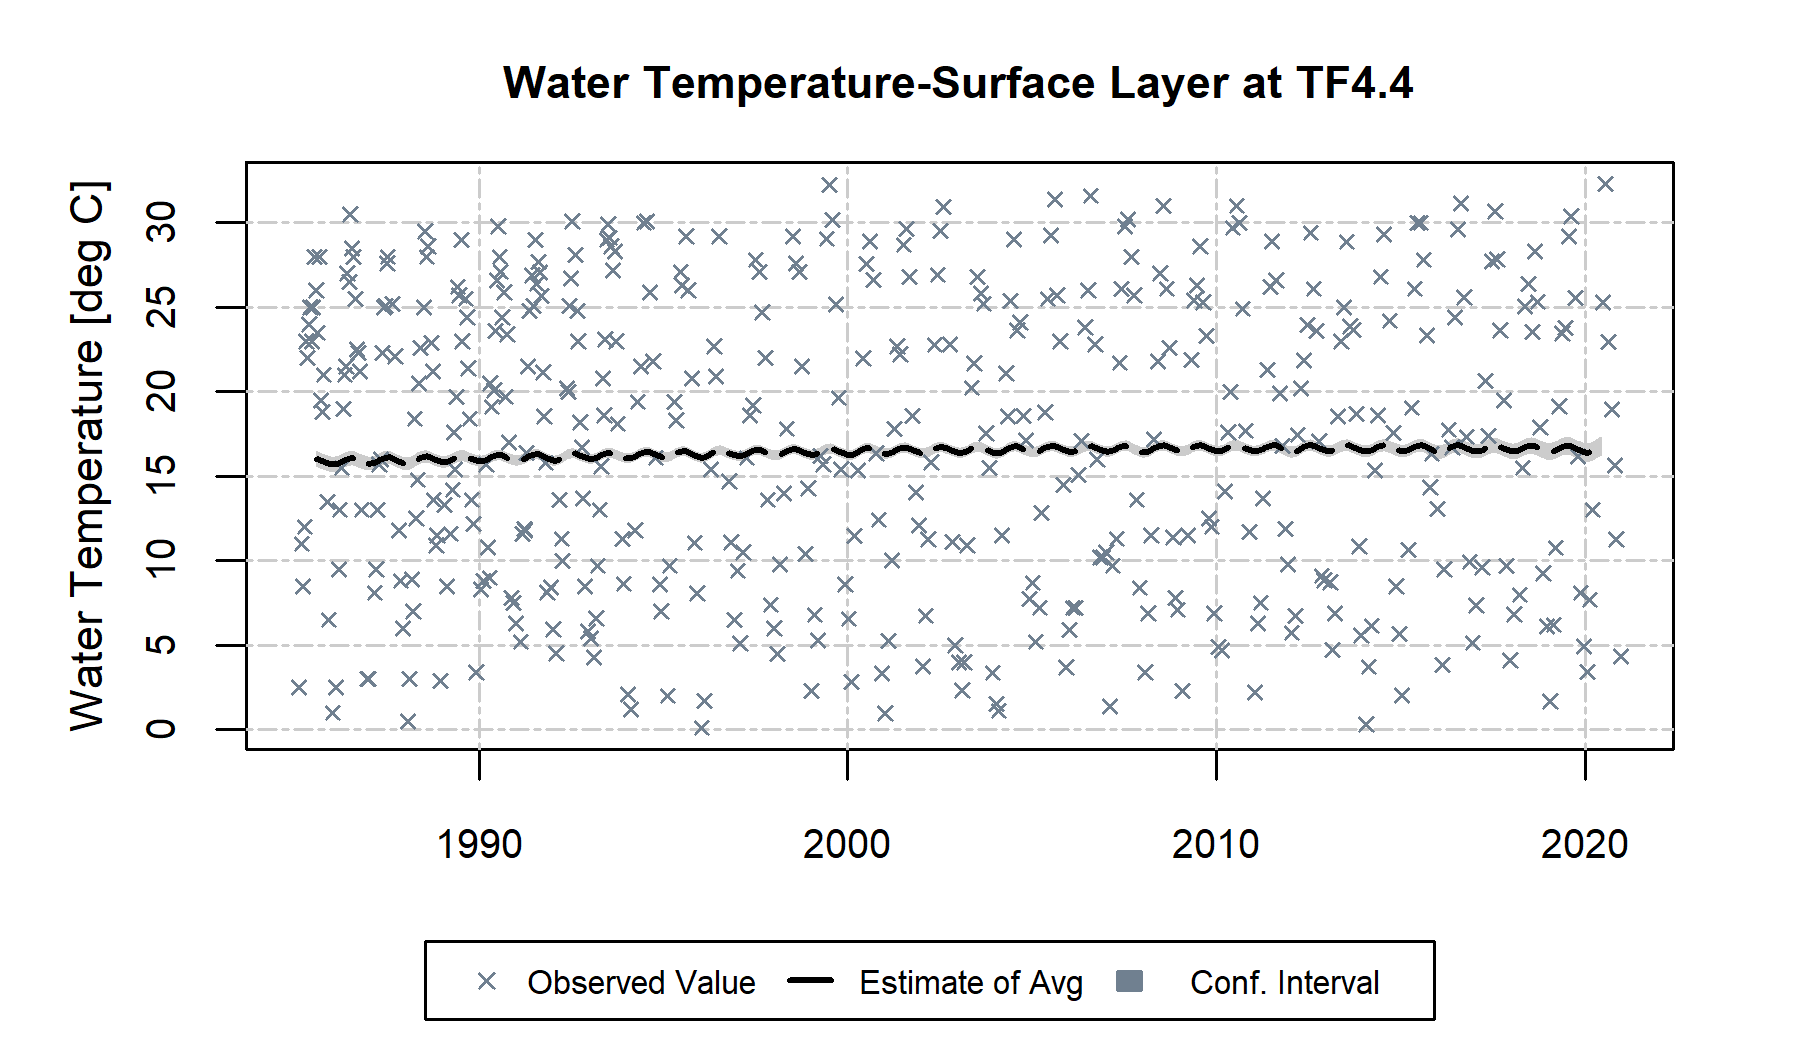 Water Temperature-Surface Layer at TF4.4
Water Temperature [deg C]
30
25
20
15
10
5
0
1990 2000 2010 2020
Observed Value Estimate of Avg Conf. Interval